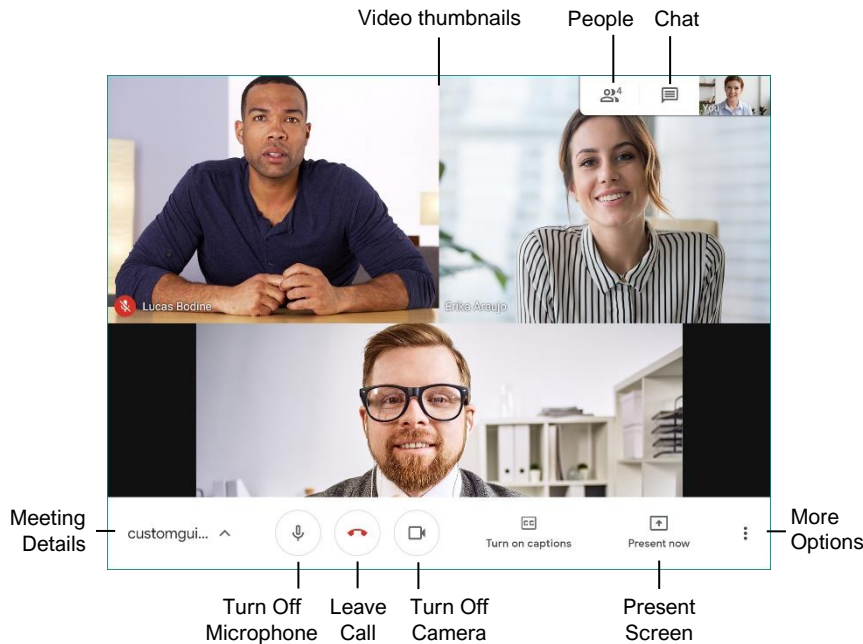 Video thumbnails
People
Chat
4
You
Lucas Bodine
Erika Araujo
Meeting
Details
customgui...
CC
Turn on captions
Present now
More
Options
Turn Off
Microphone
Leave
Call
Turn Off
Camera
Present
Screen